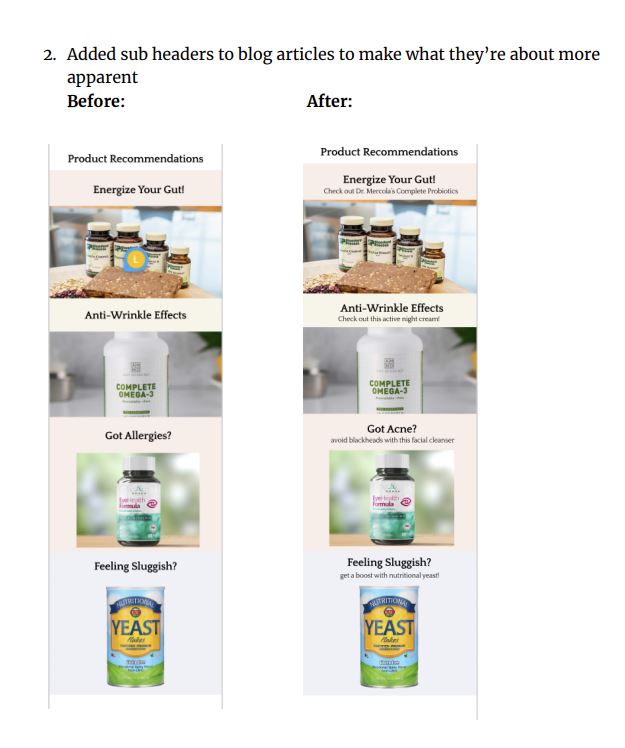 2. Added sub headers to blog articles to make what they’re about more
apparent
Before:
After:
Product Recommendations
Energize Your Gut!
L
Anti-Wrinkle Effects
COMPLETE
OMEGA-3
Got Allergies?
EyeHealth
Formula
Feeling Sluggish?
NUTRITIONAL
YEAST
Flakes
Product Recommendations
Energize Your Gut!
Check out Dr. Mercola's Complete Probiotics
Anti-Wrinkle Effects
Check out this active night cream!
COMPLETE
OMEGA-3
Got Acne?
avoid blackheads with this facial cleanser
EyeHealth
Formula
Feeling Sluggish?
get a boost with nutritional yeast!
NUTRITIONAL
YEAST
Flakes